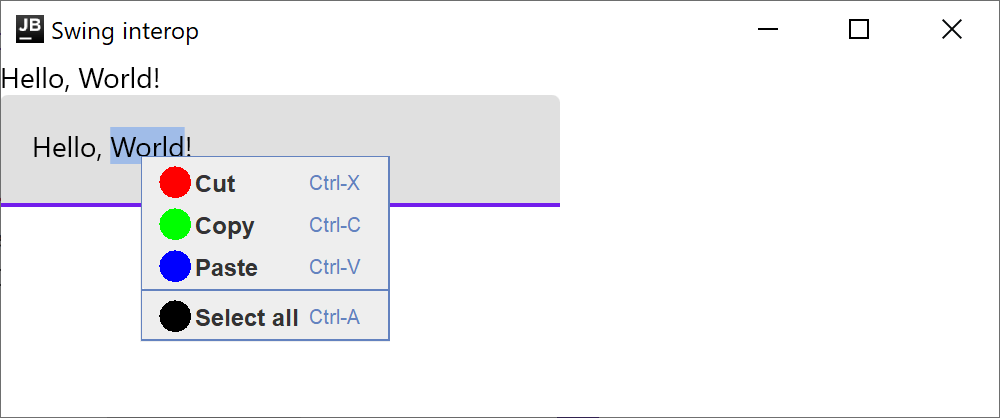 JB Swing interop
Hello, World!
Hello, World!
Cut Ctrl-X
Copy Ctrl-C
Paste Ctrl-V
Select all Ctrl-A